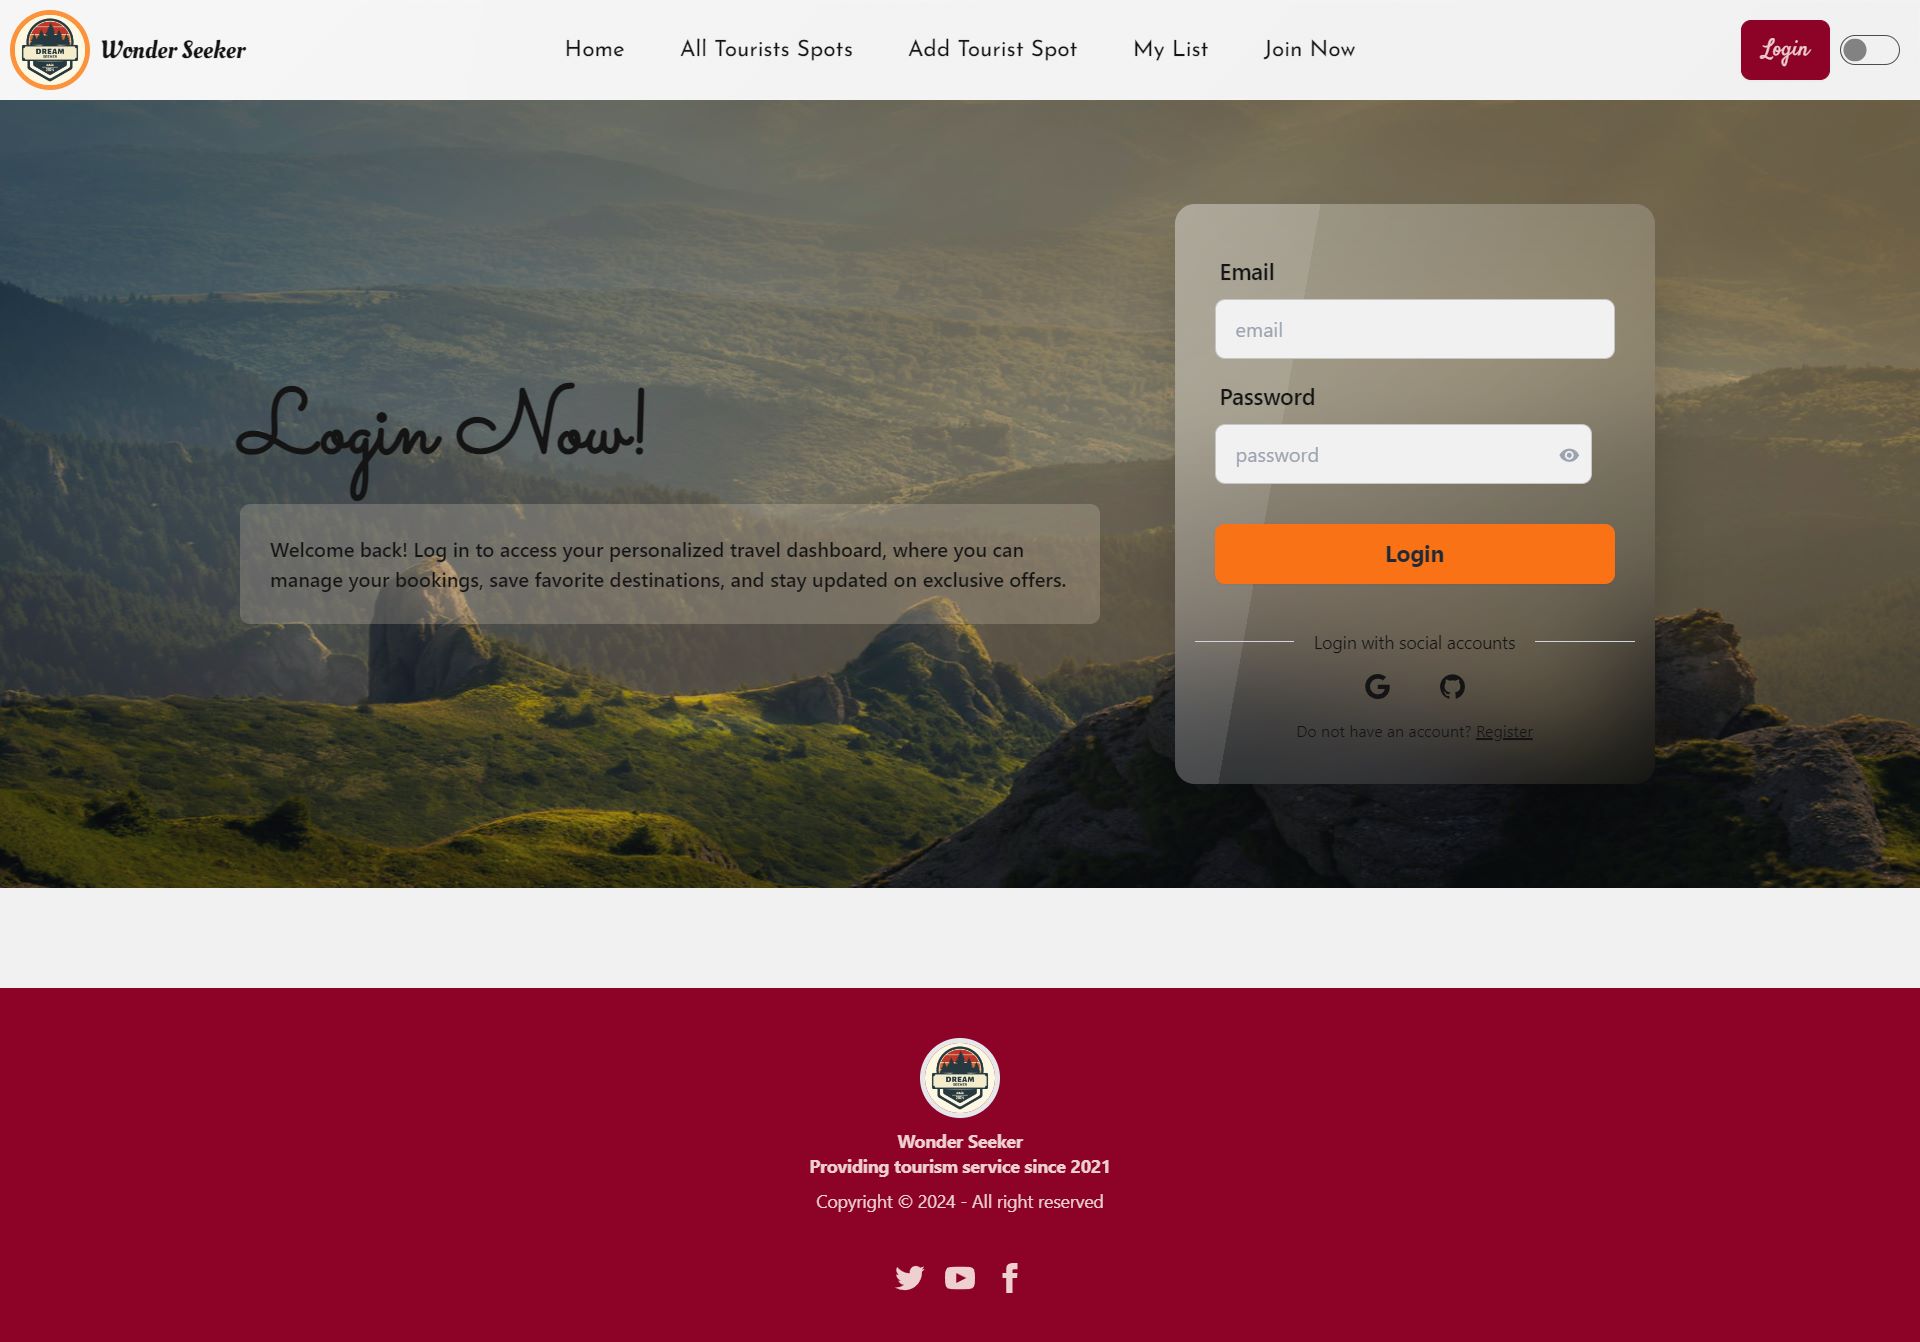 DREAM
SEEKER
Wonder Seeker
Home
All Tourists Spots
Add Tourist Spot
My List
Join Now
Login
Login Now!
Welcome back! Log in to access your personalized travel dashboard, where you can
manage your bookings, save favorite destinations, and stay updated on exclusive offers.
Email
email
Password
password
Login
Login with social accounts
Do not have an account? Register
DREAM
SEEKER
Wonder Seeker
Providing tourism service since 2021
Copyright © 2024 - All right reserved